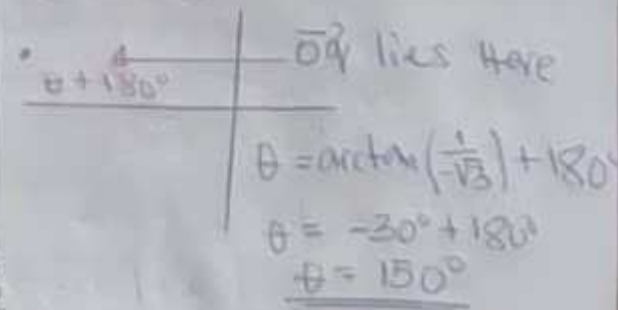 OQ lies Here
θ + 180°
θ = arctan(1/-√3) + 180°
θ = -30° + 180°
θ = 150°